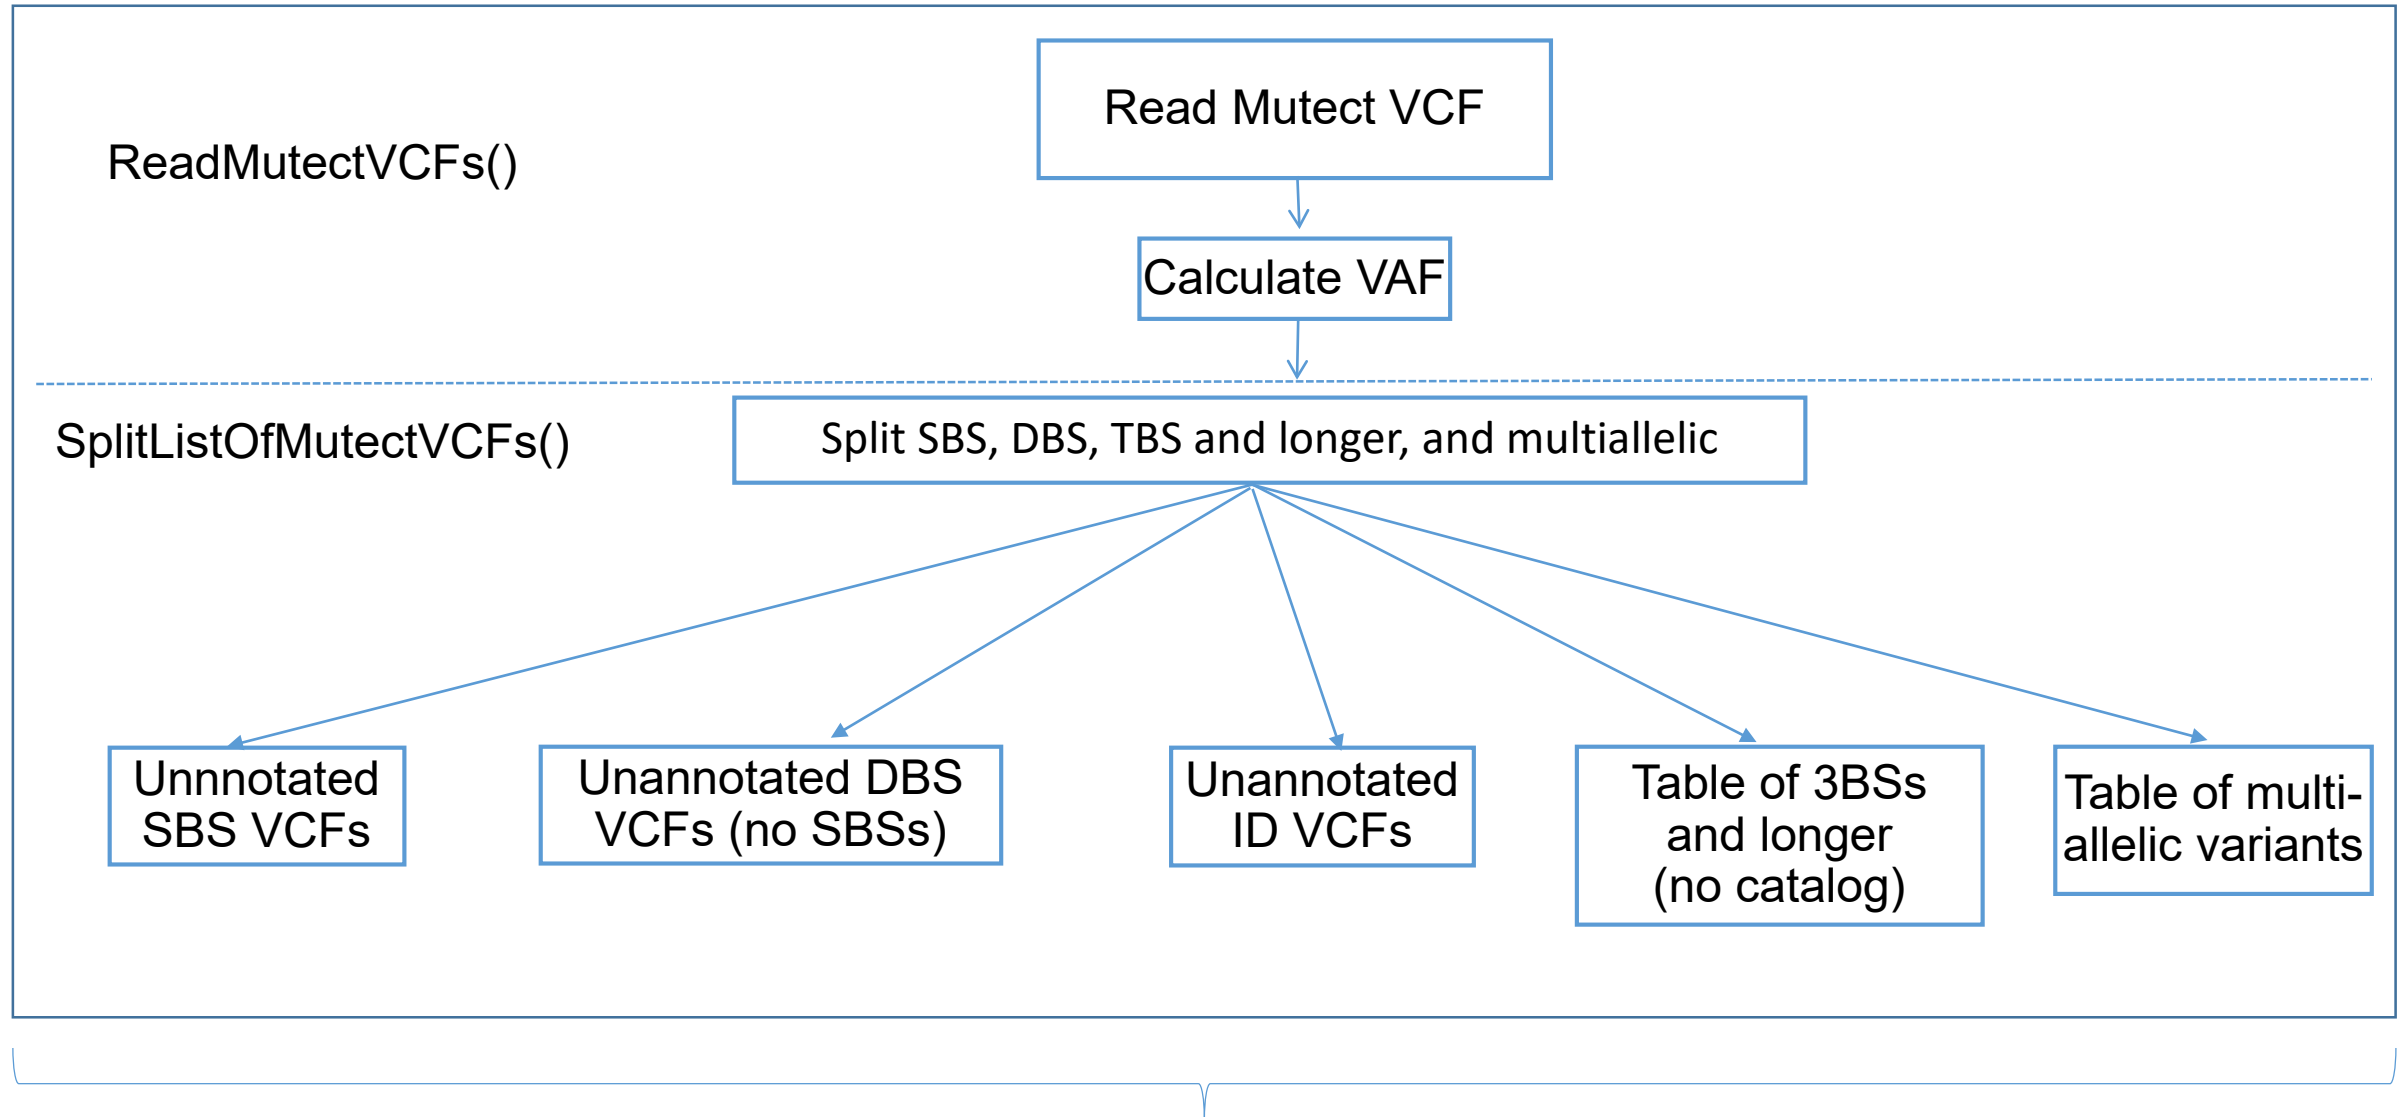 Read Mutect VCF
ReadMutectVCFs()
Calculate VAF
SplitListOfMutectVCFs()
Split SBS, DBS, TBS and longer, and multiallelic
Unnnotated
SBS VCFs
Unannotated DBS
VCFs (no SBSs)
Unannotated
ID VCFs
Table of 3BSs
and longer
(no catalog)
Table of multi-
allelic variants